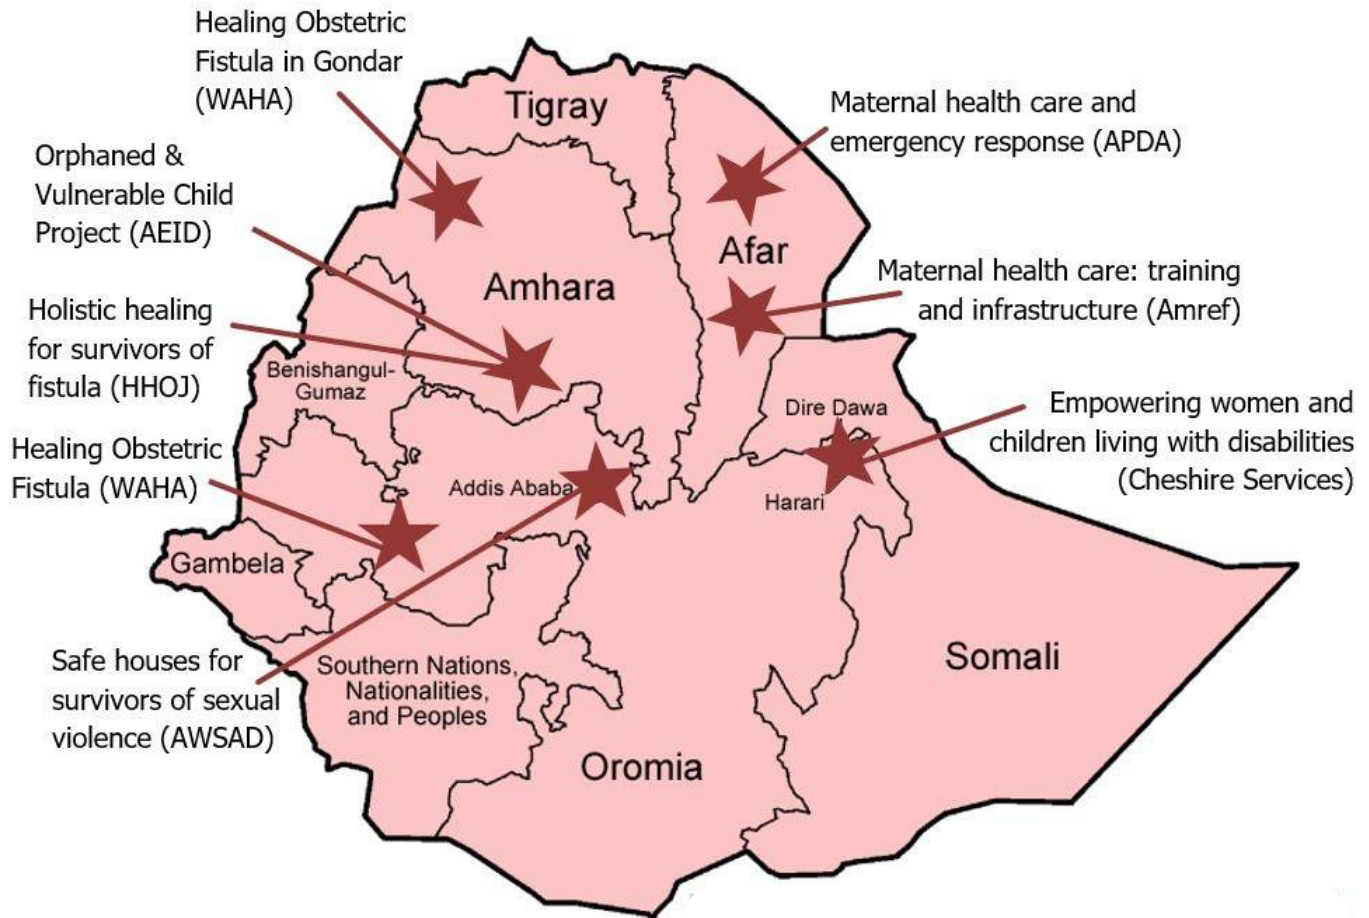 Healing Obstetric
Fistula in Gondar
(WAHA)
Tigray
Maternal health care and
emergency response (APDA)
Orphaned &
Vulnerable Child
Project (AEID)
Afar
Amhara
Maternal health care: training
and infrastructure (Amref)
Holistic healing
for survivors of
fistula (HHOJ)
Benishangul-
Gumaz
Dire Dawa
Empowering women and
children living with disabilities
(Cheshire Services)
Healing Obstetric
Fistula (WAHA)
Addis Ababa
Harari
Gambela
Safe houses for
survivors of sexual
violence (AWSAD)
Southern Nations,
Nationalities,
and Peoples
Somali
Oromia